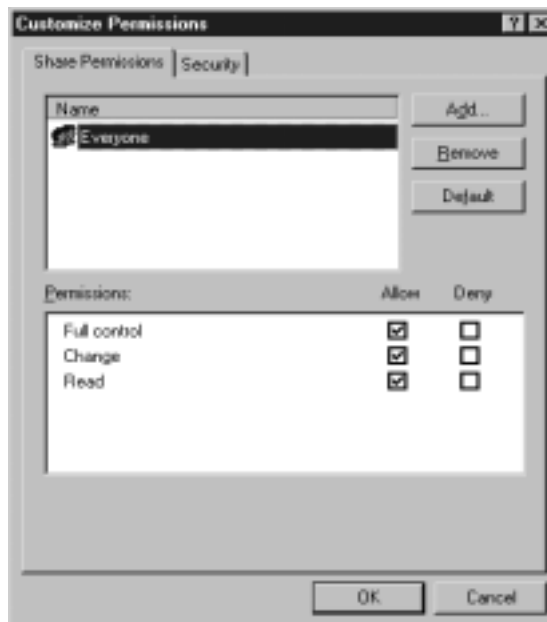 Customize Permissions
Share Permissions Security
Name
Everyone
Add...
Remove
Default
Permissions: Allow Deny
Full control
Change
Read
OK Cancel